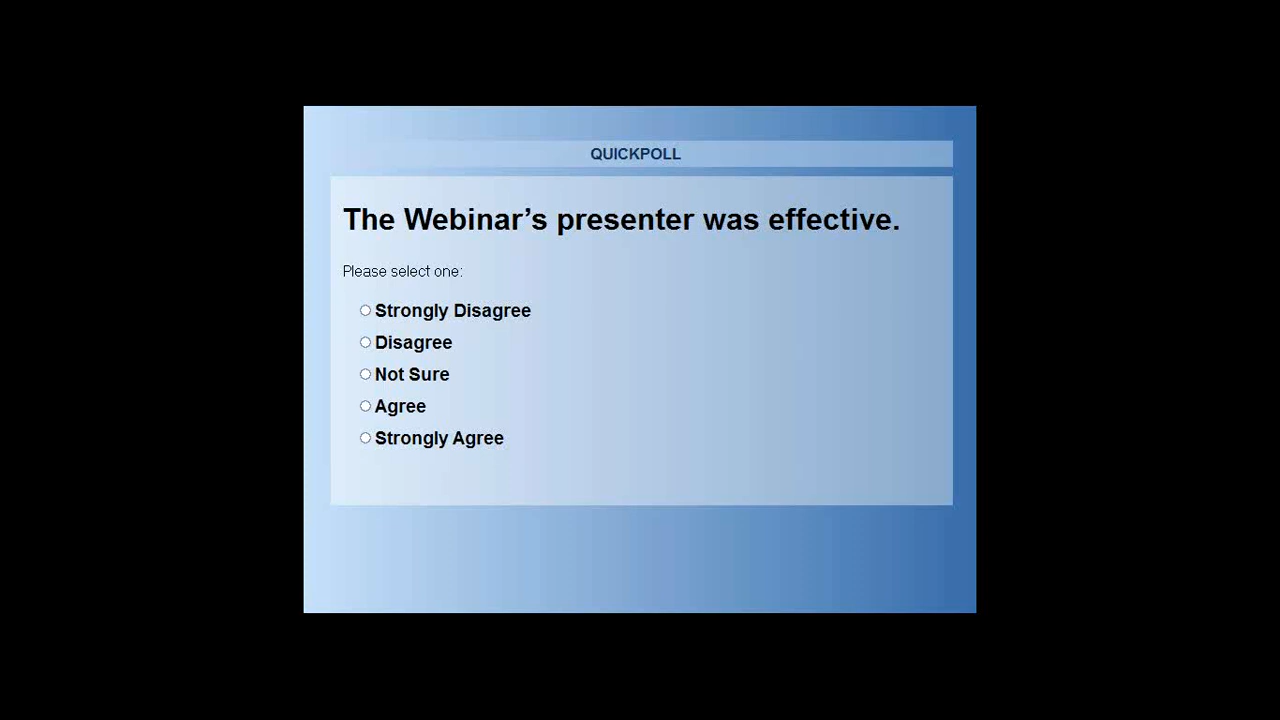 QUICKPOLL
The Webinar’s presenter was effective.
Please select one:
Strongly Disagree
Disagree
Not Sure
Agree
Strongly Agree